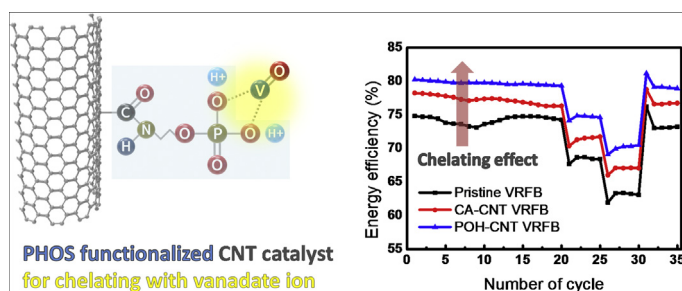 O
C
N
H
O
P
O
O
O
H+
V
O
H+
PHOS functionalized CNT catalyst
for chelating with vanadate ion
Energy efficiency (%)
85
80
75
70
65
60
55
Chelating effect
Pristine VRFB
CA-CNT VRFB
POH-CNT VRFB
0 5 10 15 20 25 30 35
Number of cycle